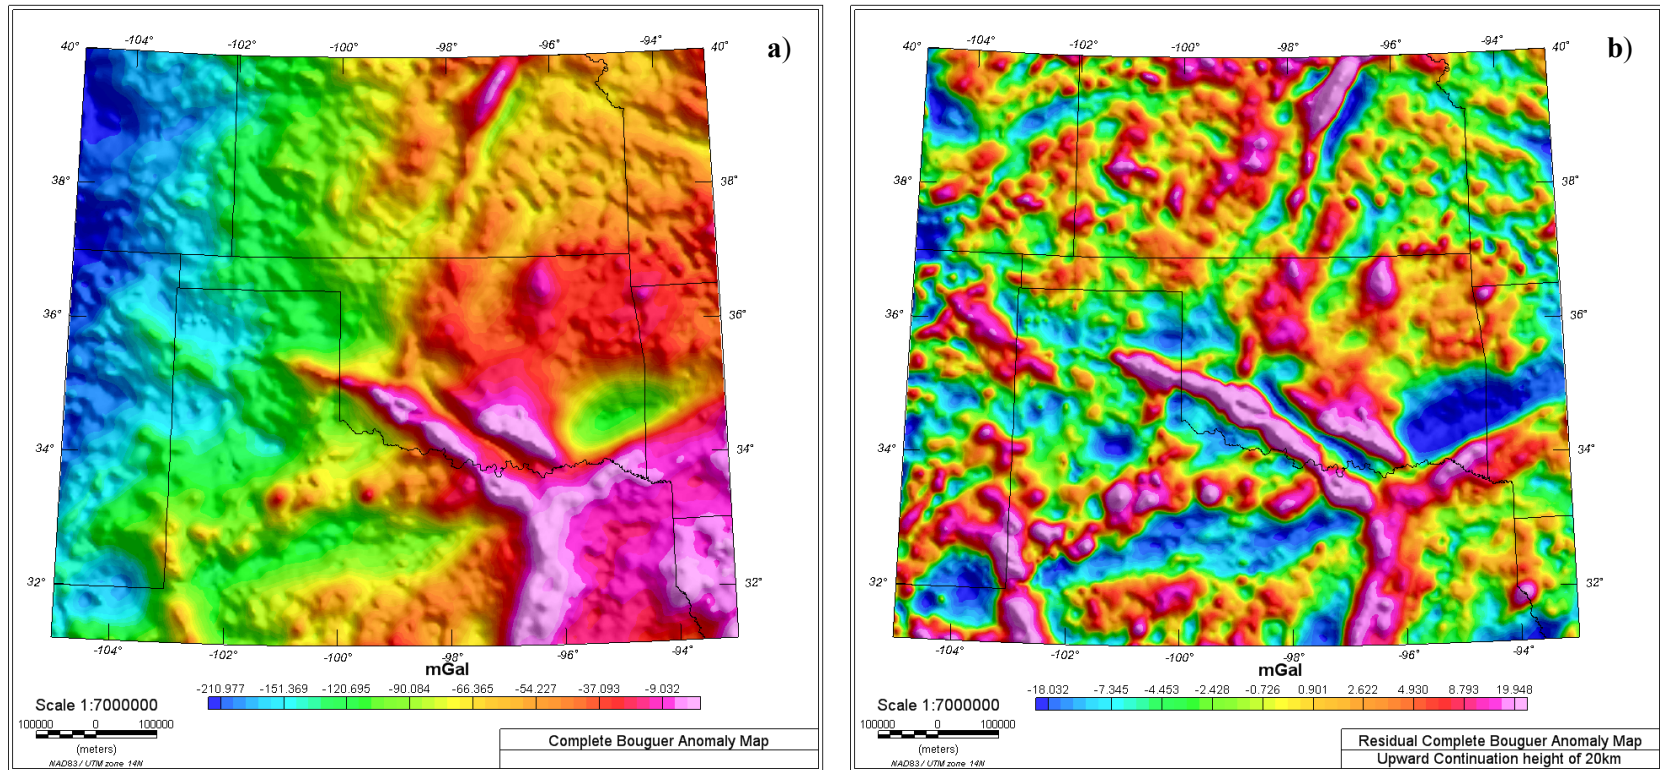 a)
-104° -102° -100° -98° -96° -94°
40° 40°
38° 38°
36° 36°
34° 34°
32° 32°
-104° -102° -100° -98° -96° -94°
mGal
-210.977 -151.369 -120.695 -90.084 -66.365 -54.227 -37.093 -9.032
Scale 1:7000000
100000 0 100000
(meters)
NAD83 / UTM zone 14N
Complete Bouguer Anomaly Map
b)
-104° -102° -100° -98° -96° -94°
40° 40°
38° 38°
36° 36°
34° 34°
32° 32°
-104° -102° -100° -98° -96° -94°
mGal
-18.032 -7.345 -4.453 -2.428 -0.726 0.901 2.622 4.930 8.793 19.948
Scale 1:7000000
100000 0 100000
(meters)
NAD83 / UTM zone 14N
Residual Complete Bouguer Anomaly Map
Upward Continuation height of 20km